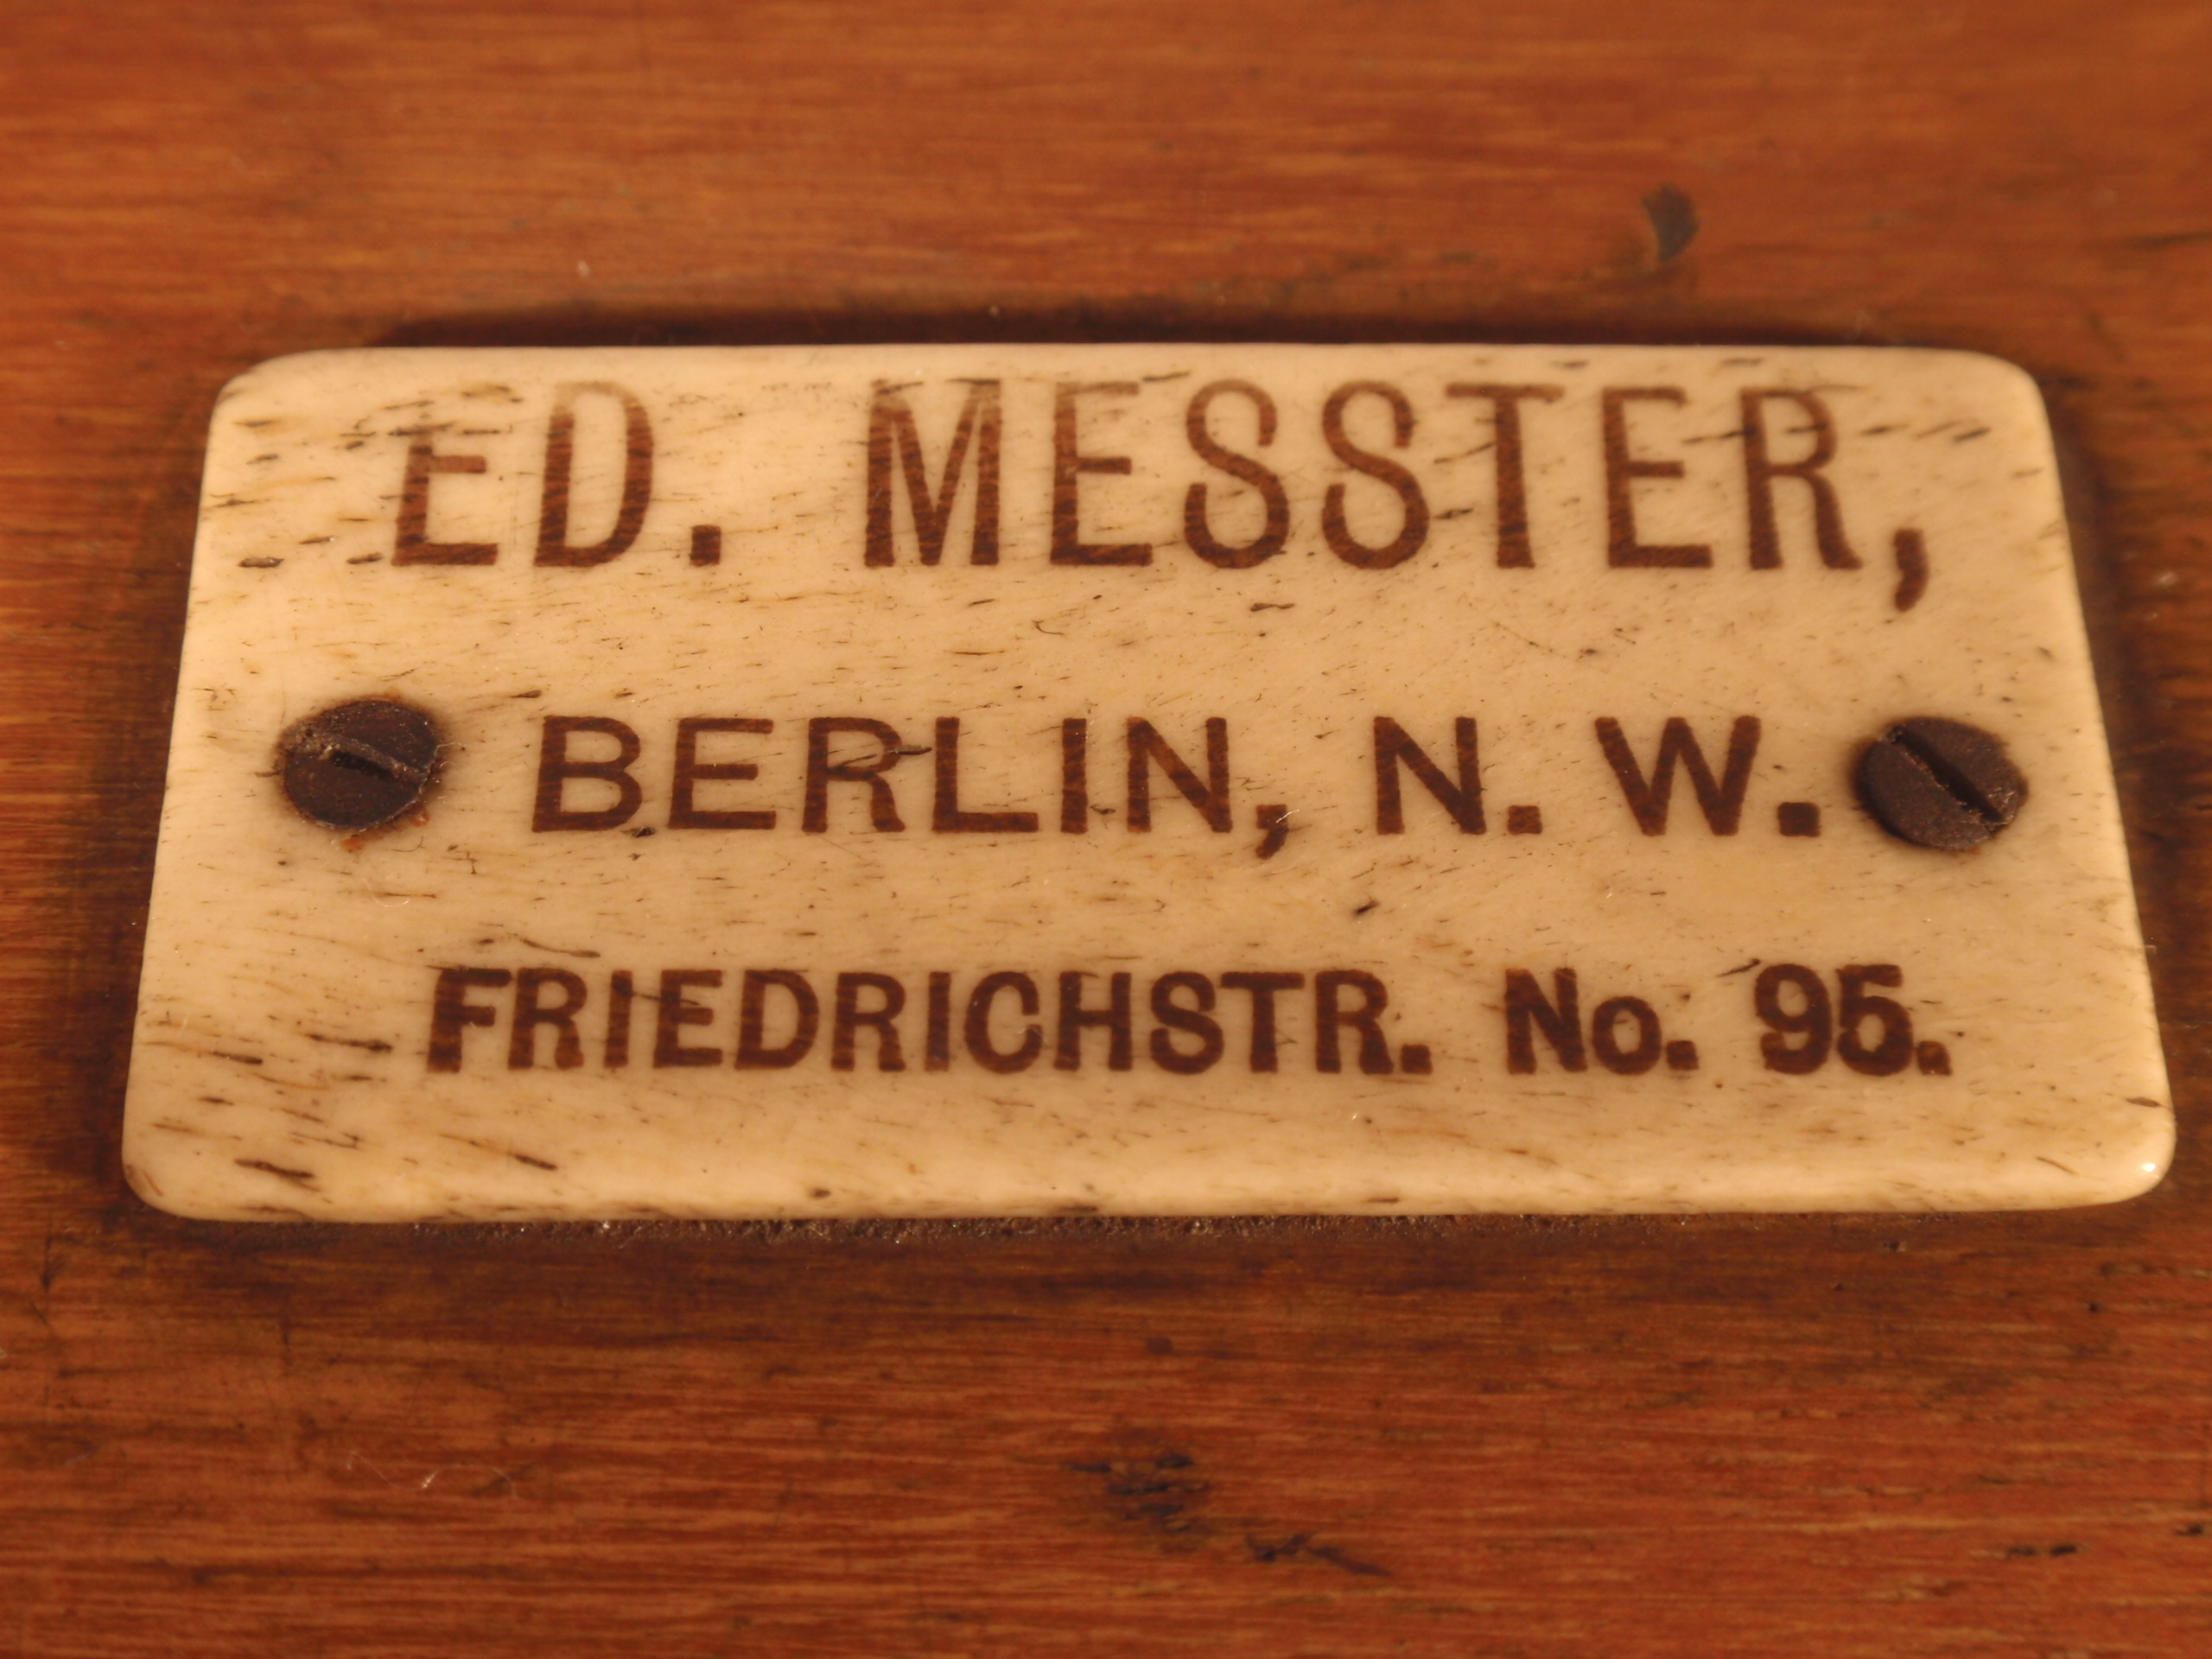 ED. MESSTER,
BERLIN, N. W.
FRIEDRICHSTR. No. 95.